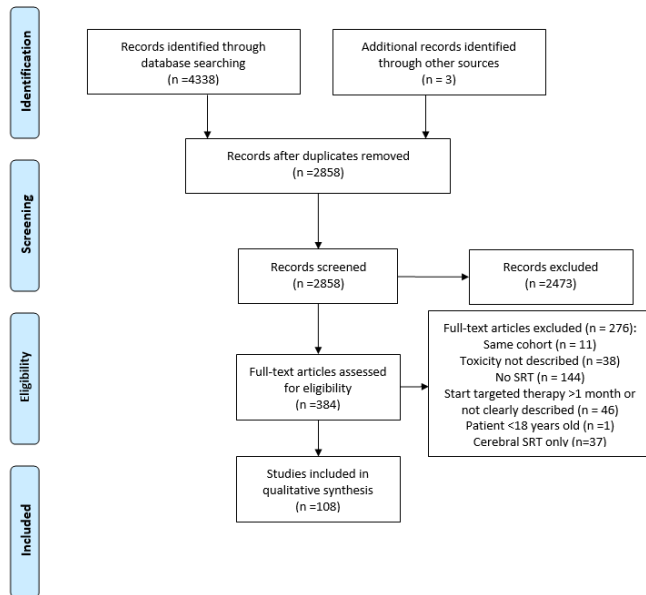 Identification
Records identified through
database searching
(n =4338)
Additional records identified
through other sources
(n = 3)
Records after duplicates removed
(n =2858)
Screening
Records screened
(n =2858)
Records excluded
(n =2473)
Eligibility
Full-text articles assessed
for eligibility
(n =384)
Full-text articles excluded (n = 276):
Same cohort (n = 11)
Toxicity not described (n =38)
No SRT (n = 144)
Start targeted therapy >1 month or
not clearly described (n = 46)
Patient <18 years old (n =1)
Cerebral SRT only (n=37)
Included
Studies included in
qualitative synthesis
(n =108)